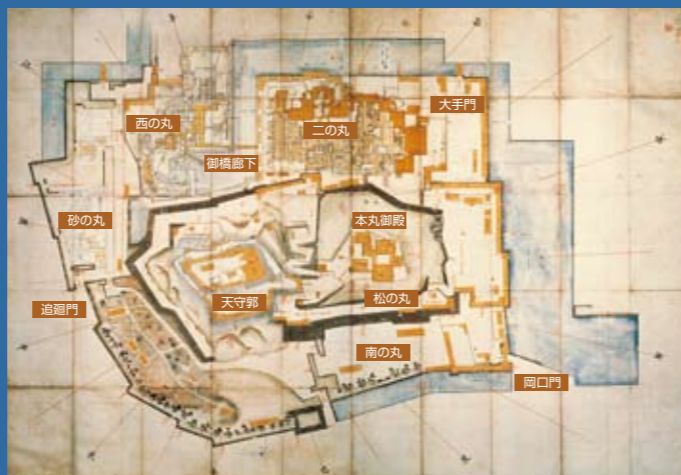 大手門
西の丸
二の丸
御橋廊下
砂の丸
本丸御殿
天守郭
松の丸
追廻門
南の丸
岡口門